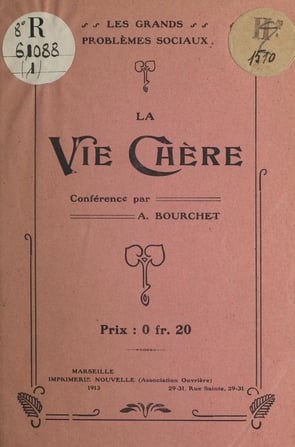 LES GRANDS
PROBLÈMES SOCIAUX
8° R
61088
(1)
1570
LA
VIE CHÈRE
Conférence par
A. BOURCHET
Prix : 0 fr. 20
MARSEILLE
IMPRIMERIE NOUVELLE (Association Ouvrière)
1913 29-31, Rue Sainte, 29-31